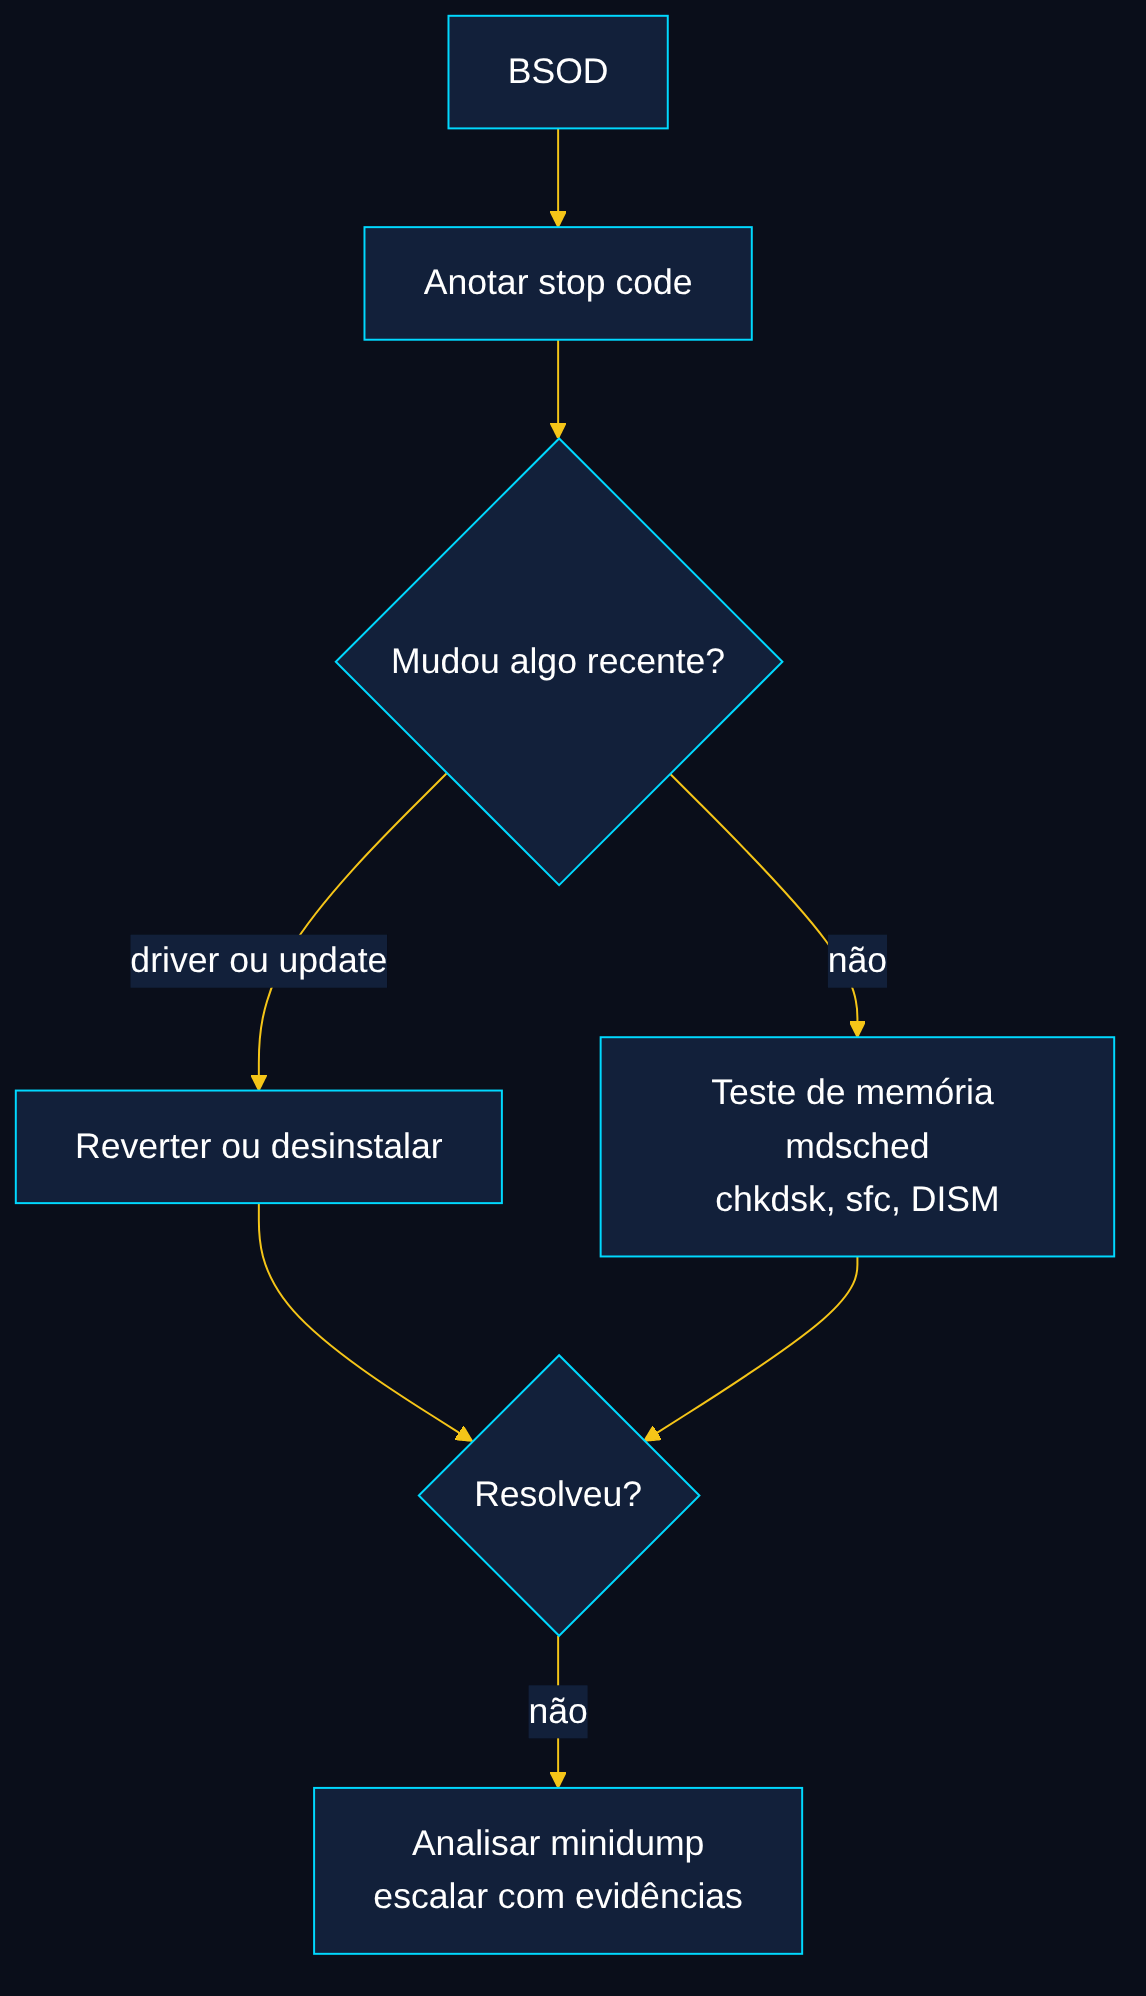 BSOD
Anotar stop code
Mudou algo recente?
driver ou update
não
Reverter ou desinstalar
Teste de memória
mdsched
chkdsk, sfc, DISM
Resolveu?
não
Analisar minidump
escalar com evidências